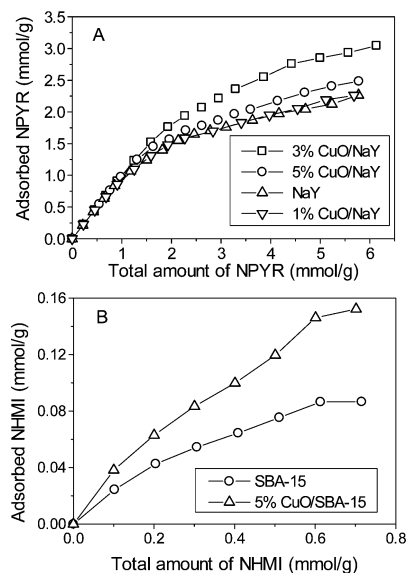 A
3.5
3.0
2.5
2.0
1.5
1.0
0.5
0.0
Adsorbed NPYR (mmol/g)
3% CuO/NaY
5% CuO/NaY
NaY
1% CuO/NaY
0 1 2 3 4 5 6
Total amount of NPYR (mmol/g)
B
0.16
0.12
0.08
0.04
0.00
Adsorbed NHMI (mmol/g)
SBA-15
5% CuO/SBA-15
0.0 0.2 0.4 0.6 0.8
Total amount of NHMI (mmol/g)